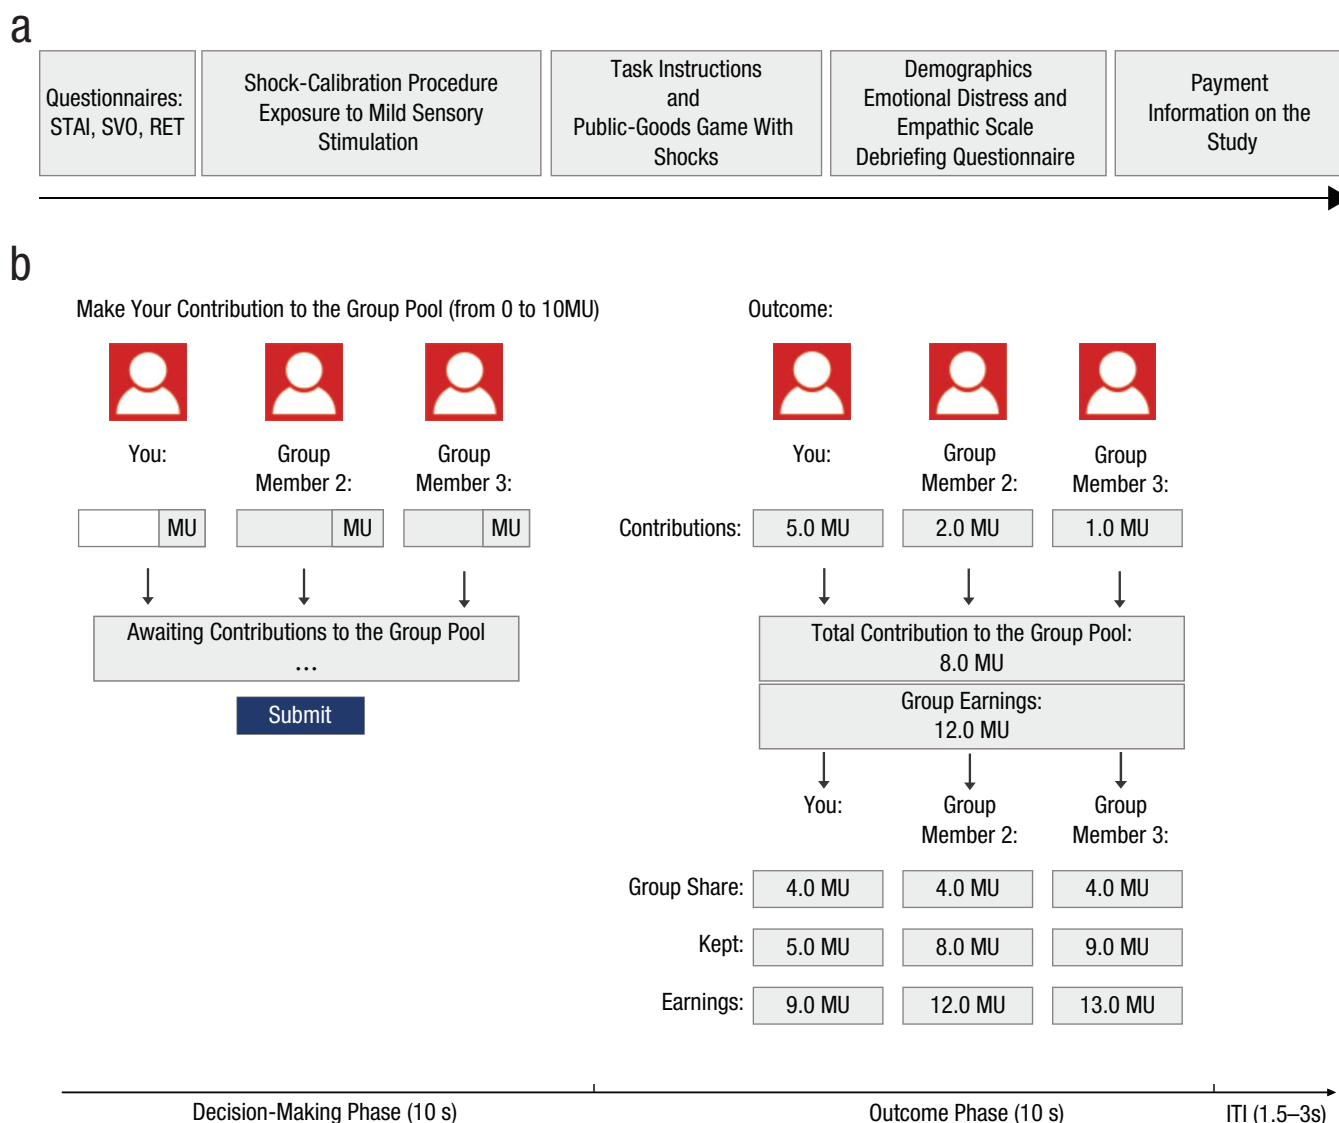 a
Questionnaires:
STAI, SVO, RET
Shock-Calibration Procedure
Exposure to Mild Sensory
Stimulation
Task Instructions
and
Public-Goods Game With
Shocks
Demographics
Emotional Distress and
Empathic Scale
Debriefing Questionnaire
Payment
Information on the
Study
b
Make Your Contribution to the Group Pool (from 0 to 10MU)
You:
Group
Member 2:
Group
Member 3:
MU
MU
MU
Awaiting Contributions to the Group Pool
...
Submit
Outcome:
You:
Group
Member 2:
Group
Member 3:
Contributions: 5.0 MU 2.0 MU 1.0 MU
Total Contribution to the Group Pool:
8.0 MU
Group Earnings:
12.0 MU
You:
Group
Member 2:
Group
Member 3:
Group Share: 4.0 MU 4.0 MU 4.0 MU
Kept: 5.0 MU 8.0 MU 9.0 MU
Earnings: 9.0 MU 12.0 MU 13.0 MU
Decision-Making Phase (10 s) Outcome Phase (10 s) ITI (1.5–3s)